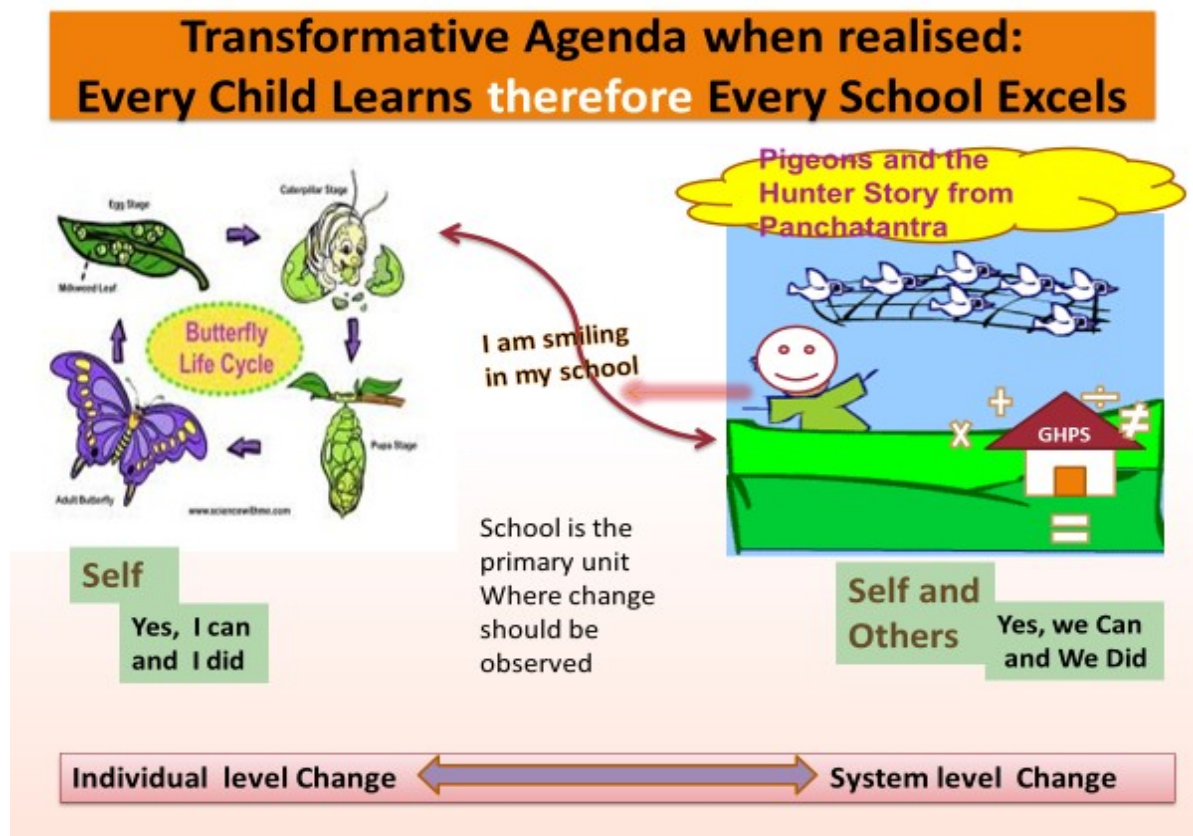 Transformative Agenda when realised:
Every Child Learns therefore Every School Excels
Egg Stage
Milkweed Leaf
Caterpillar Stage
Butterfly
Life Cycle
Adult Butterfly
Pupa Stage
www.sciencewithme.com
I am smiling
in my school
Pigeons and the
Hunter Story from
Panchatantra
x + ÷ ≠
GHPS
=
Self
Yes, I can
and I did
School is the
primary unit
Where change
should be
observed
Self and
Others
Yes, we Can
and We Did
Individual level Change
System level Change